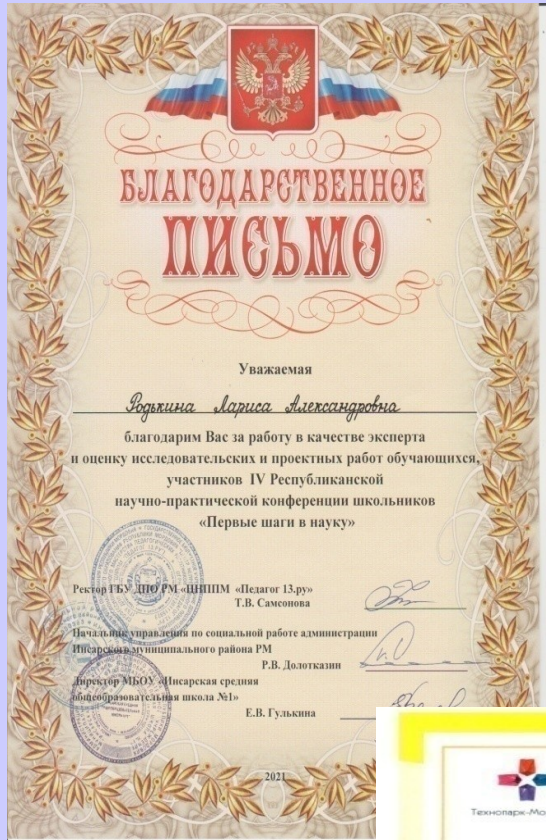 БЛАГОДАРСТВЕННОЕ
ПИСЬМО
Уважаемая
Родькина Лариса Александровна
благодарим Вас за работу в качестве эксперта
и оценку исследовательских и проектных работ обучающихся,
участников IV Республиканской
научно-практической конференции школьников
«Первые шаги в науку»
Ректор ГБУ ДПО РМ «ЦНППМ «Педагог 13.ру»
Т.В. Самсонова
Начальник управления по социальной работе администрации
Инсарского муниципального района РМ
Р.В. Долотказин
Директор МБОУ «Инсарская средняя
общеобразовательная школа №1»
Е.В. Гулькина
2021
Технопарк-Мо